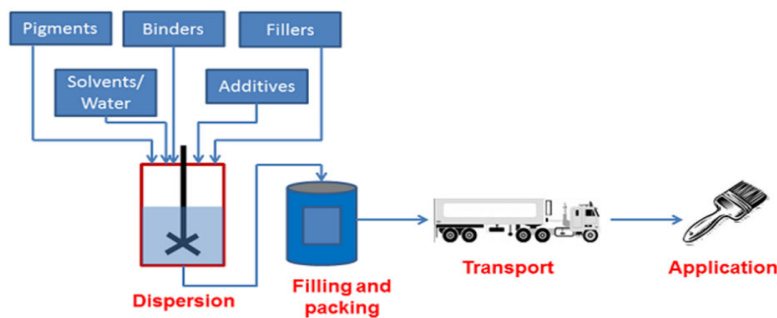 Pigments
Binders
Fillers
Solvents/
Water
Additives
Dispersion
Filling and
packing
Transport
Application